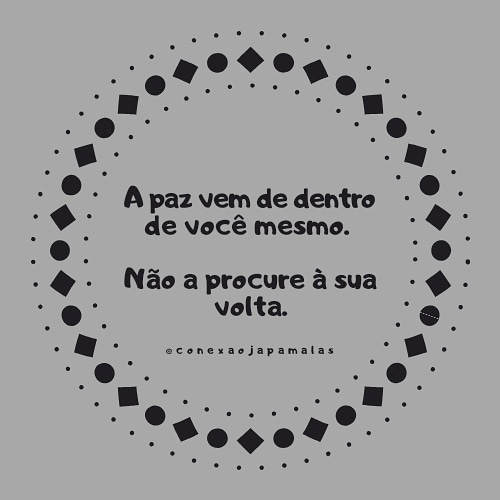 A paz vem de dentro
de você mesmo.
Não a procure à sua
volta.
@conexaojapamalas